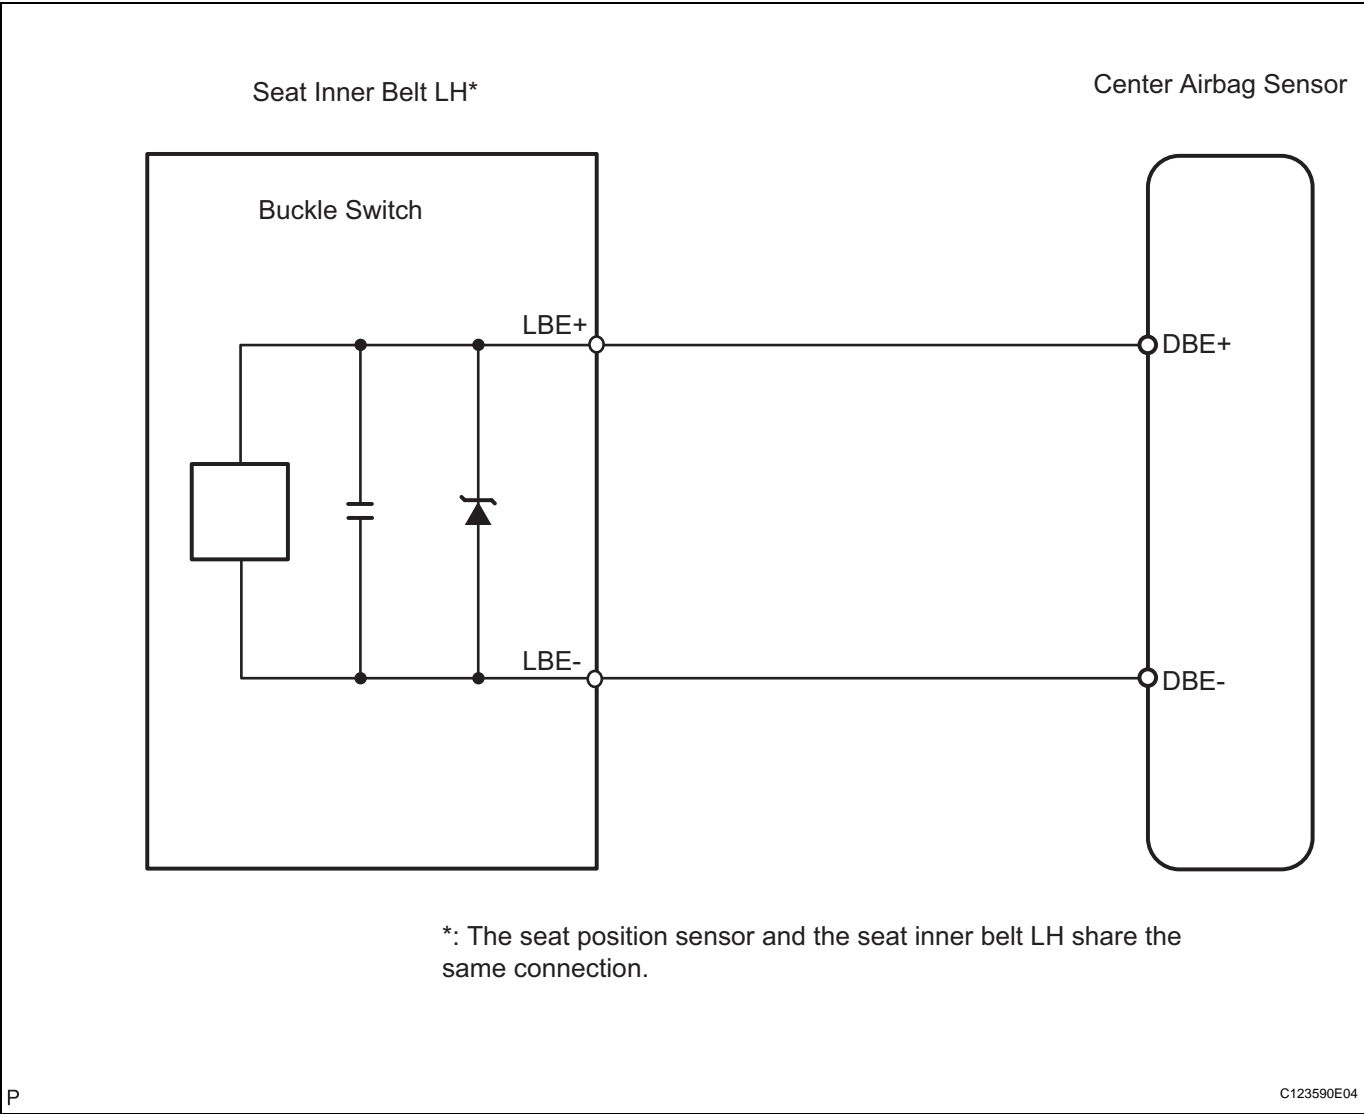 Seat Inner Belt LH*
Center Airbag Sensor
Buckle Switch
LBE+
DBE+
LBE-
DBE-
*: The seat position sensor and the seat inner belt LH share the
same connection.
P
C123590E04